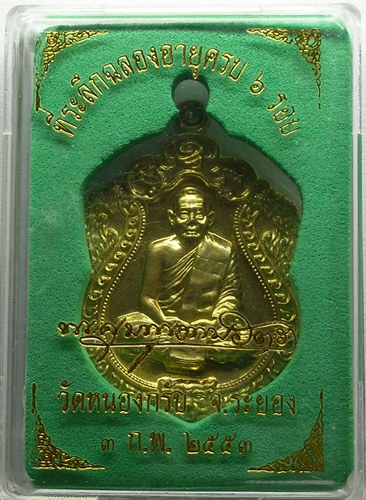 ที่ระลึกฉลองอายุครบ ๖ รอบ
วัดหนองกรับ จ.ระยอง
๓ ก.พ. ๒๕๕๓